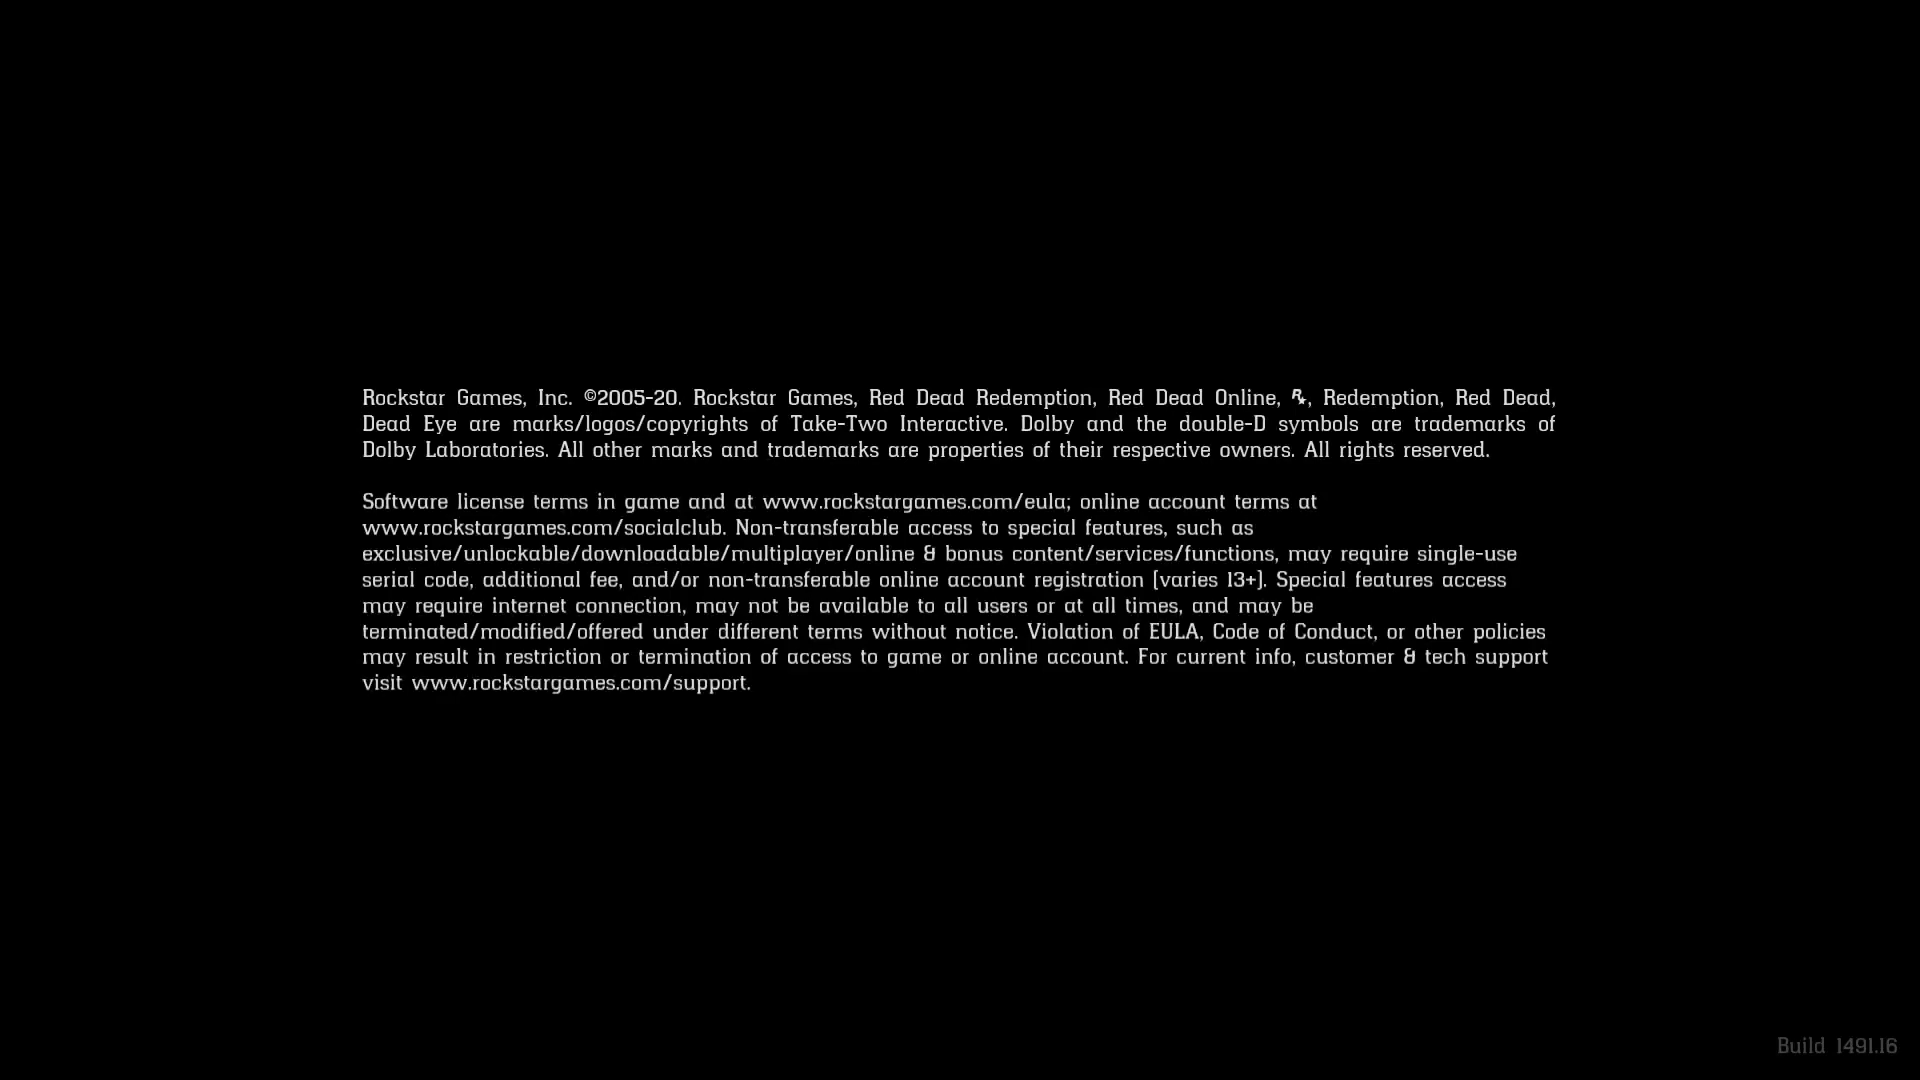 Rockstar Games, Inc. ©2005-20. Rockstar Games, Red Dead Redemption, Red Dead Online, R★, Redemption, Red Dead,
Dead Eye are marks/logos/copyrights of Take-Two Interactive. Dolby and the double-D symbols are trademarks of
Dolby Laboratories. All other marks and trademarks are properties of their respective owners. All rights reserved.
Software license terms in game and at www.rockstargames.com/eula; online account terms at
www.rockstargames.com/socialclub. Non-transferable access to special features, such as
exclusive/unlockable/downloadable/multiplayer/online & bonus content/services/functions, may require single-use
serial code, additional fee, and/or non-transferable online account registration (varies 13+). Special features access
may require internet connection, may not be available to all users or at all times, and may be
terminated/modified/offered under different terms without notice. Violation of EULA, Code of Conduct, or other policies
may result in restriction or termination of access to game or online account. For current info, customer & tech support
visit www.rockstargames.com/support.
Build 1491.16